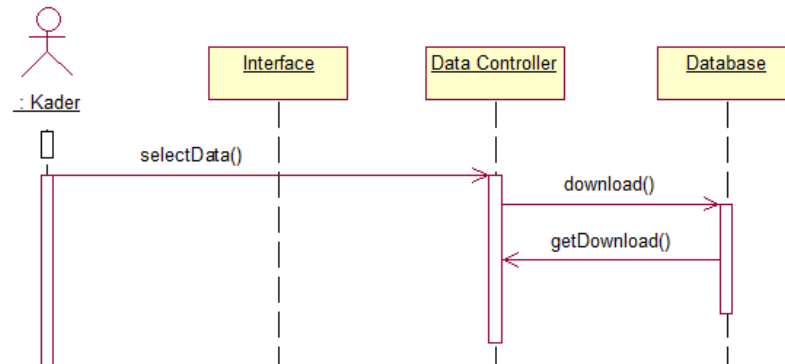 Interface
Data Controller
Database
: Kader
selectData()
download()
getDownload()